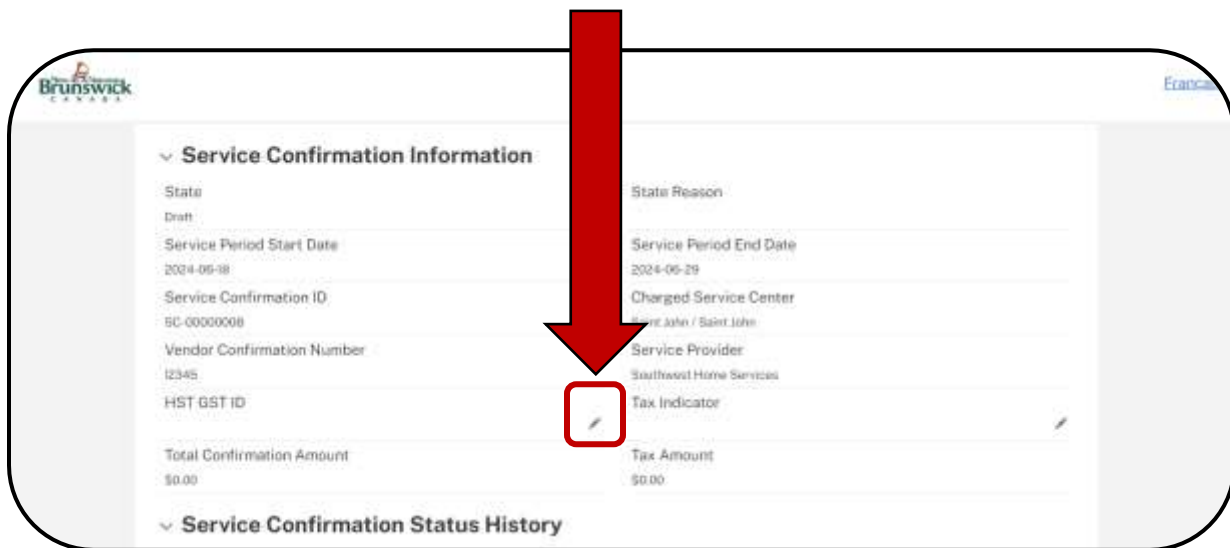 Brunswick
CANADA
Service Confirmation Information
State
State Reason
Draft
Service Period Start Date
Service Period End Date
2024-06-18
2024-06-29
Service Confirmation ID
Charged Service Center
SC-00000008
Saint John / Saint John
Vendor Confirmation Number
Service Provider
12345
Southwest Home Services
HST GST ID
Tax Indicator
Total Confirmation Amount
Tax Amount
$0.00
$0.00
Service Confirmation Status History